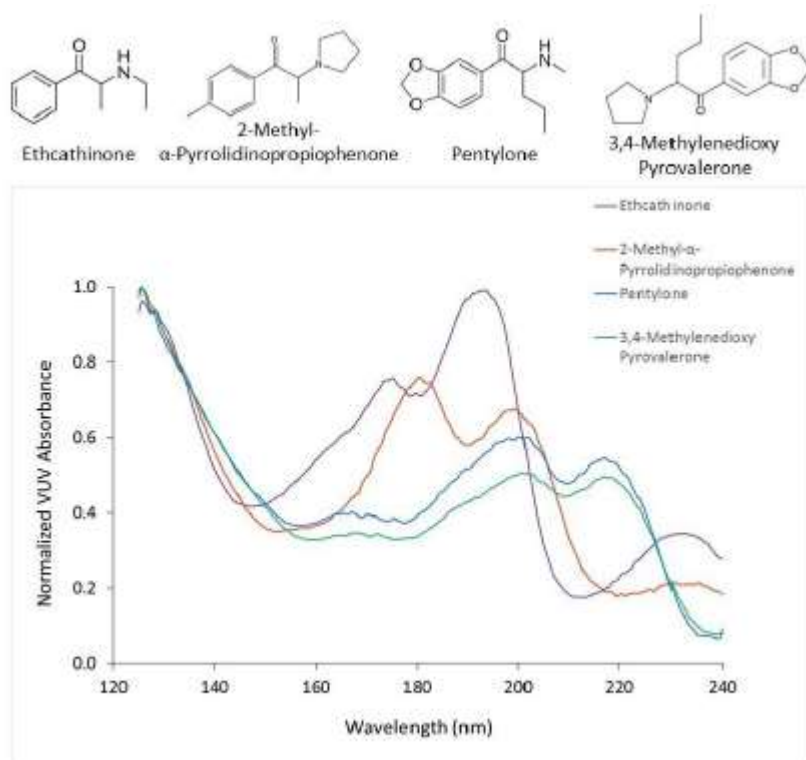 O
H
N
O
N
O
O
O
H
N
N
O
O
O
Ethcathinone
2-Methyl-
α-Pyrrolidinopropiophenone
Pentylone
3,4-Methylenedioxy
Pyrovalerone
Ethcathinone
2-Methyl-α-
Pyrrolidinopropiophenone
Pentylone
3,4-Methylenedioxy
Pyrovalerone
Normalized VUV Absorbance
1.0
0.8
0.6
0.4
0.2
0.0
120 140 160 180 200 220 240
Wavelength (nm)